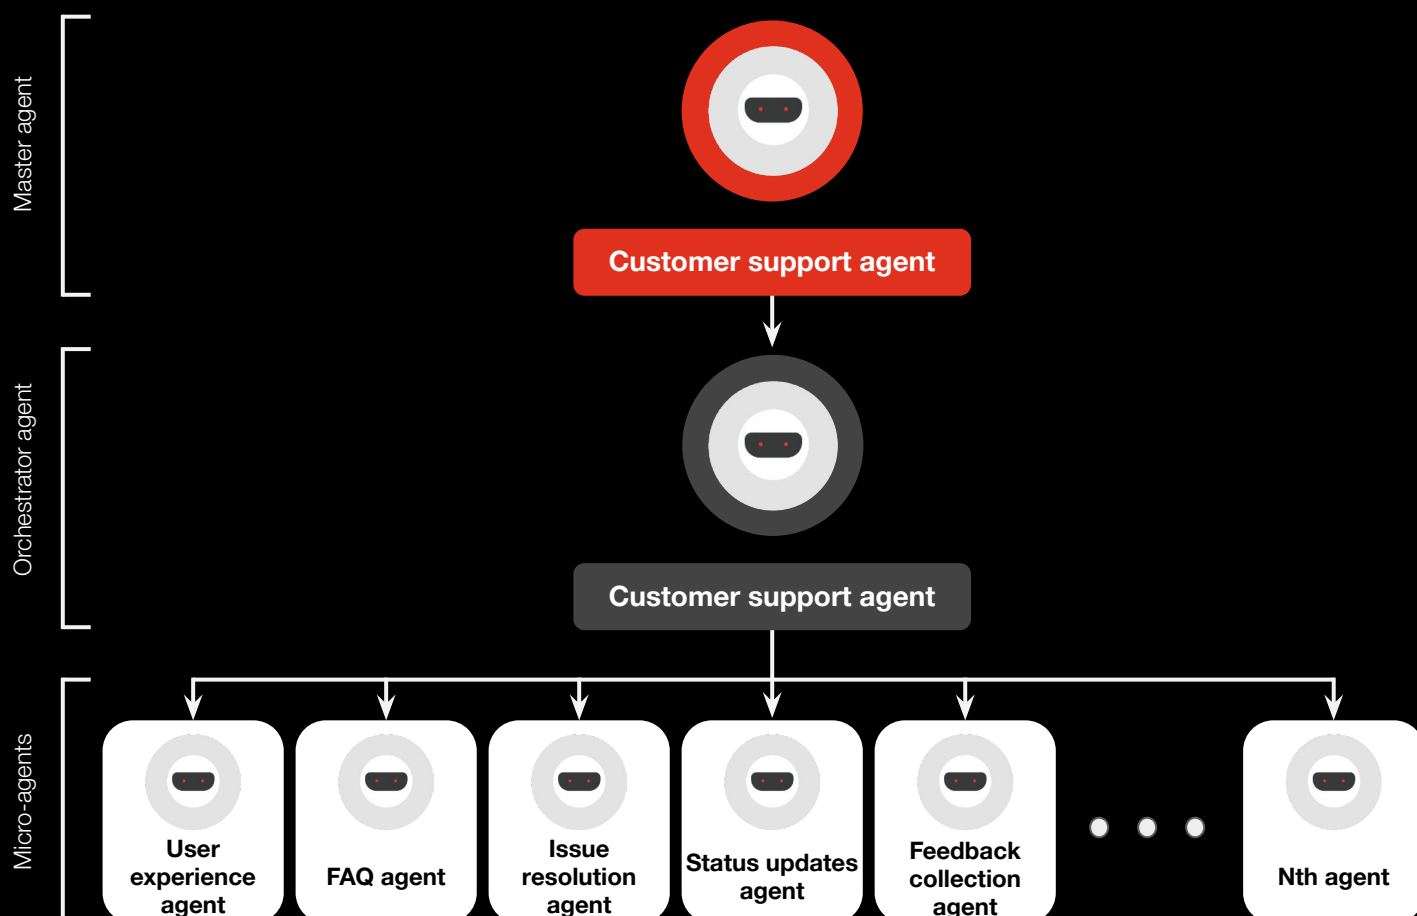 Master agent
Customer support agent
Orchestrator agent
Customer support agent
Micro-agents
User
experience
agent
FAQ agent
Issue
resolution
agent
Status updates
agent
Feedback
collection
agent
Nth agent